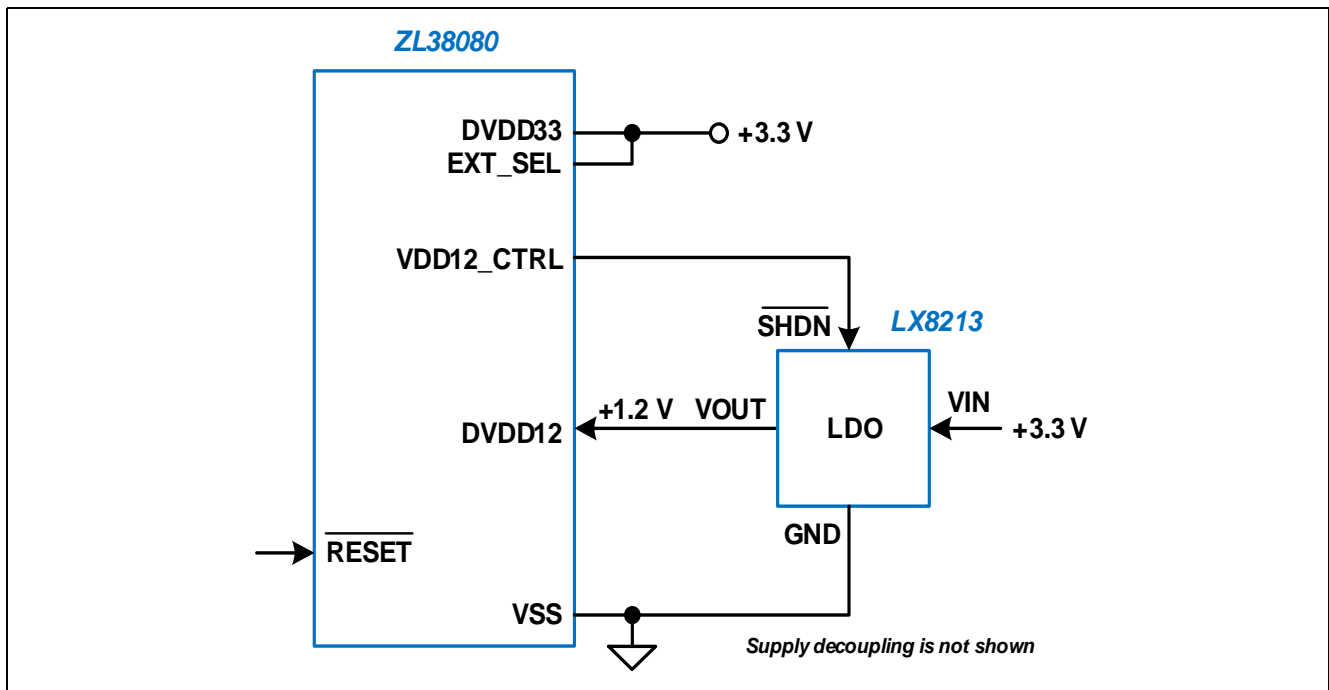 ZL38080
DVDD33
+3.3 V
EXT_SEL
VDD12_CTRL
SHDN
LX8213
+1.2 V
VOUT
VIN
DVDD12
LDO
+3.3 V
RESET
GND
VSS
Supply decoupling is not shown